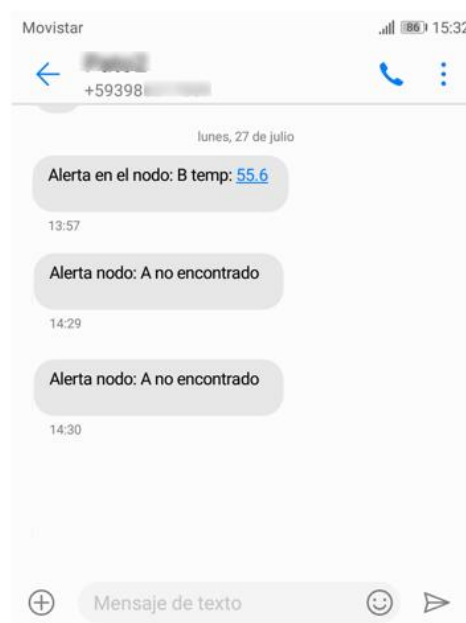 Movistar 86 15:32
+59398
lunes, 27 de julio
Alerta en el nodo: B temp: 55.6
13:57
Alerta nodo: A no encontrado
14:29
Alerta nodo: A no encontrado
14:30
Mensaje de texto